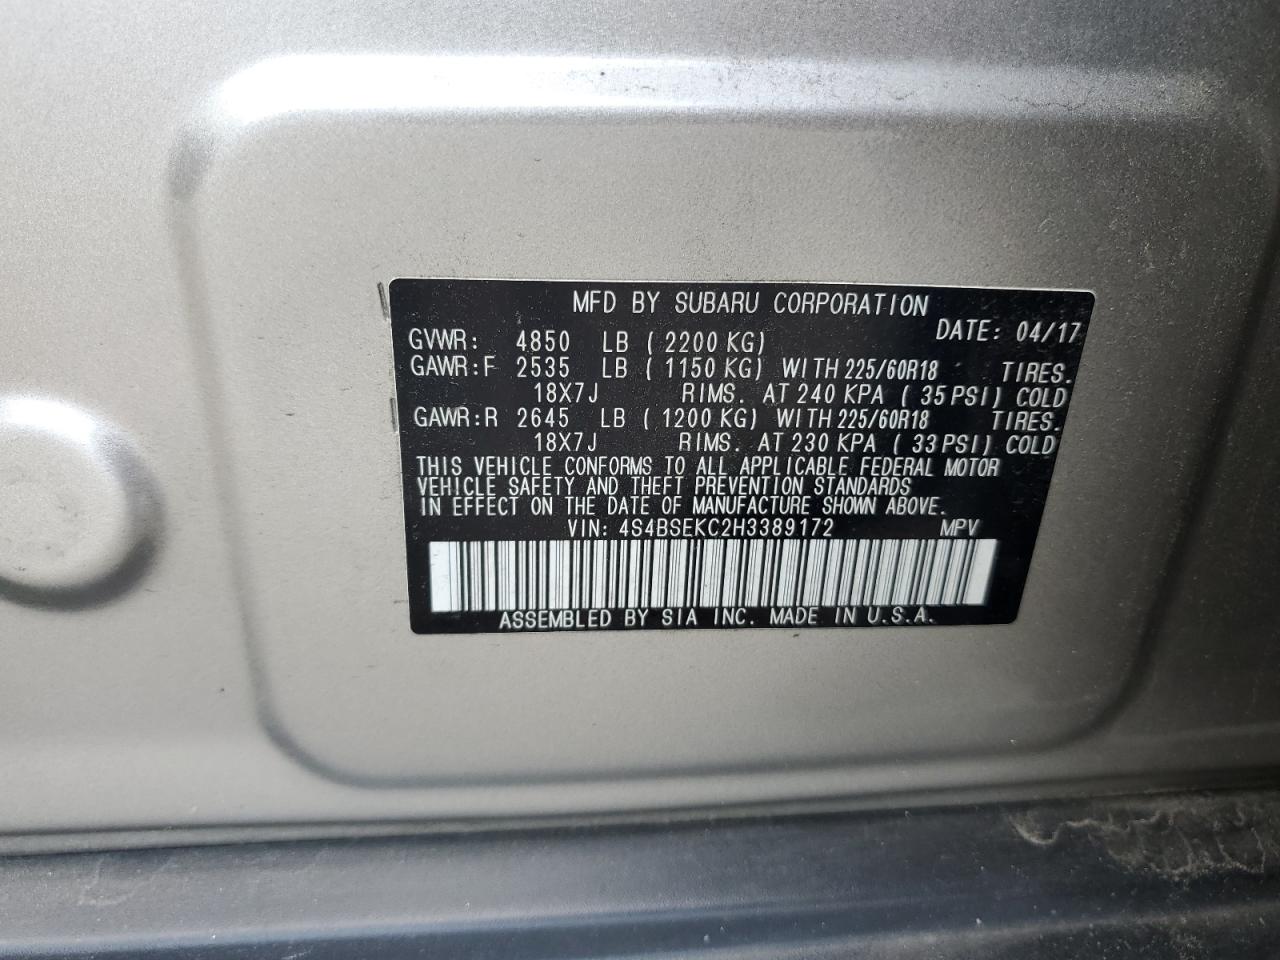 MFD BY SUBARU CORPORATION
DATE: 04/17
GVWR: 4850 LB ( 2200 KG)
GAWR:F 2535 LB ( 1150 KG) WITH 225/60R18 TIRES.
18X7J RIMS. AT 240 KPA ( 35 PSI) COLD
GAWR:R 2645 LB ( 1200 KG) WITH 225/60R18 TIRES.
18X7J RIMS. AT 230 KPA ( 33 PSI) COLD
THIS VEHICLE CONFORMS TO ALL APPLICABLE FEDERAL MOTOR
VEHICLE SAFETY AND THEFT PREVENTION STANDARDS
IN EFFECT ON THE DATE OF MANUFACTURE SHOWN ABOVE.
VIN: 4S4BSEKC2H3389172 MPV
ASSEMBLED BY SIA INC. MADE IN U.S.A.